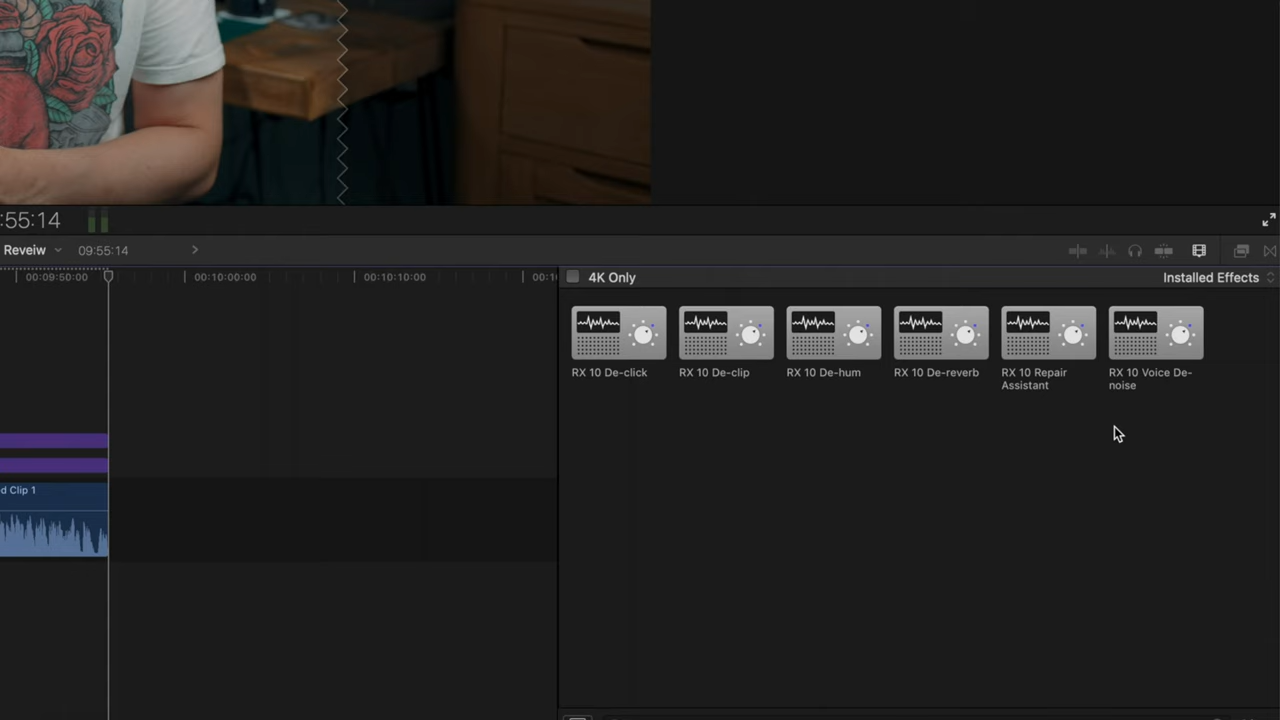 :55:14
Reveiw
09:55:14
00:09:50:00
00:10:00:00
00:10:10:00
00:1
4K Only
Installed Effects
RX 10 De-click
RX 10 De-clip
RX 10 De-hum
RX 10 De-reverb
RX 10 Repair
Assistant
RX 10 Voice De-
noise
d Clip 1